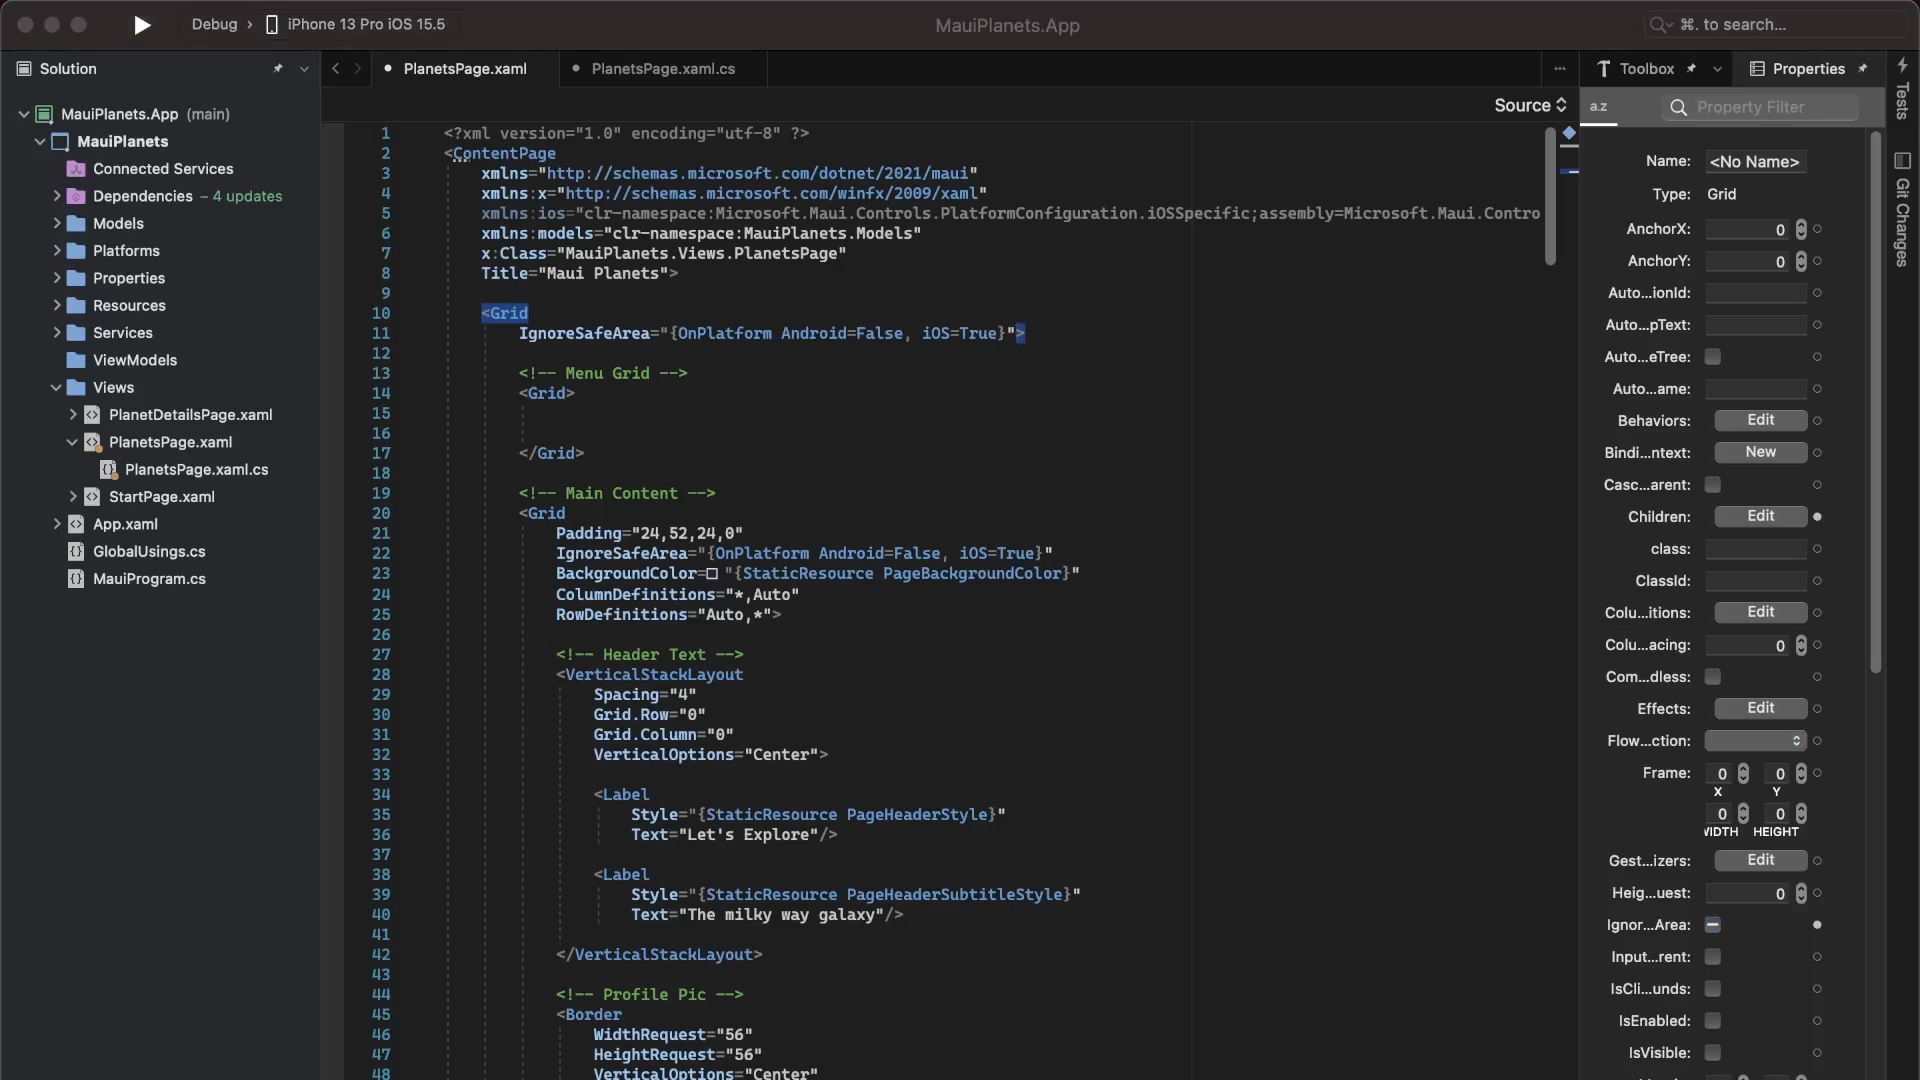 Debug › iPhone 13 Pro iOS 15.5
MauiPlanets.App
⌘. to search...
Solution
MauiPlanets.App (main)
MauiPlanets
Connected Services
Dependencies – 4 updates
Models
Platforms
Properties
Resources
Services
ViewModels
Views
PlanetDetailsPage.xaml
PlanetsPage.xaml
PlanetsPage.xaml.cs
StartPage.xaml
App.xaml
GlobalUsings.cs
MauiProgram.cs
PlanetsPage.xaml
PlanetsPage.xaml.cs
Source
1 <?xml version="1.0" encoding="utf-8" ?>
2 <ContentPage
3 xmlns="http://schemas.microsoft.com/dotnet/2021/maui"
4 xmlns:x="http://schemas.microsoft.com/winfx/2009/xaml"
5 xmlns:ios="clr-namespace:Microsoft.Maui.Controls.PlatformConfiguration.iOSSpecific;assembly=Microsoft.Maui.Contro
6 xmlns:models="clr-namespace:MauiPlanets.Models"
7 x:Class="MauiPlanets.Views.PlanetsPage"
8 Title="Maui Planets">
9
10 <Grid
11 IgnoreSafeArea="{OnPlatform Android=False, iOS=True}">
12
13 <!-- Menu Grid -->
14 <Grid>
15
16
17 </Grid>
18
19 <!-- Main Content -->
20 <Grid
21 Padding="24,52,24,0"
22 IgnoreSafeArea="{OnPlatform Android=False, iOS=True}"
23 BackgroundColor="{StaticResource PageBackgroundColor}"
24 ColumnDefinitions="*,Auto"
25 RowDefinitions="Auto,*">
26
27 <!-- Header Text -->
28 <VerticalStackLayout
29 Spacing="4"
30 Grid.Row="0"
31 Grid.Column="0"
32 VerticalOptions="Center">
33
34 <Label
35 Style="{StaticResource PageHeaderStyle}"
36 Text="Let's Explore"/>
37
38 <Label
39 Style="{StaticResource PageHeaderSubtitleStyle}"
40 Text="The milky way galaxy"/>
41
42 </VerticalStackLayout>
43
44 <!-- Profile Pic -->
45 <Border
46 WidthRequest="56"
47 HeightRequest="56"
48 VerticalOptions="Center"
Toolbox
Properties
a.z
Property Filter
Name: <No Name>
Type: Grid
AnchorX: 0
AnchorY: 0
Auto...ionId:
Auto...pText:
Auto...eTree:
Auto...ame:
Behaviors: Edit
Bindi...ntext: New
Casc...arent:
Children: Edit
class:
ClassId:
Colu...itions: Edit
Colu...acing: 0
Com...dless:
Effects: Edit
Flow...ction:
Frame: 0 0
X Y
0 0
WIDTH HEIGHT
Gest...izers: Edit
Heig...uest: 0
Ignor...Area:
Input...rent:
IsCli...unds:
IsEnabled:
IsVisible:
Tests
Git Changes